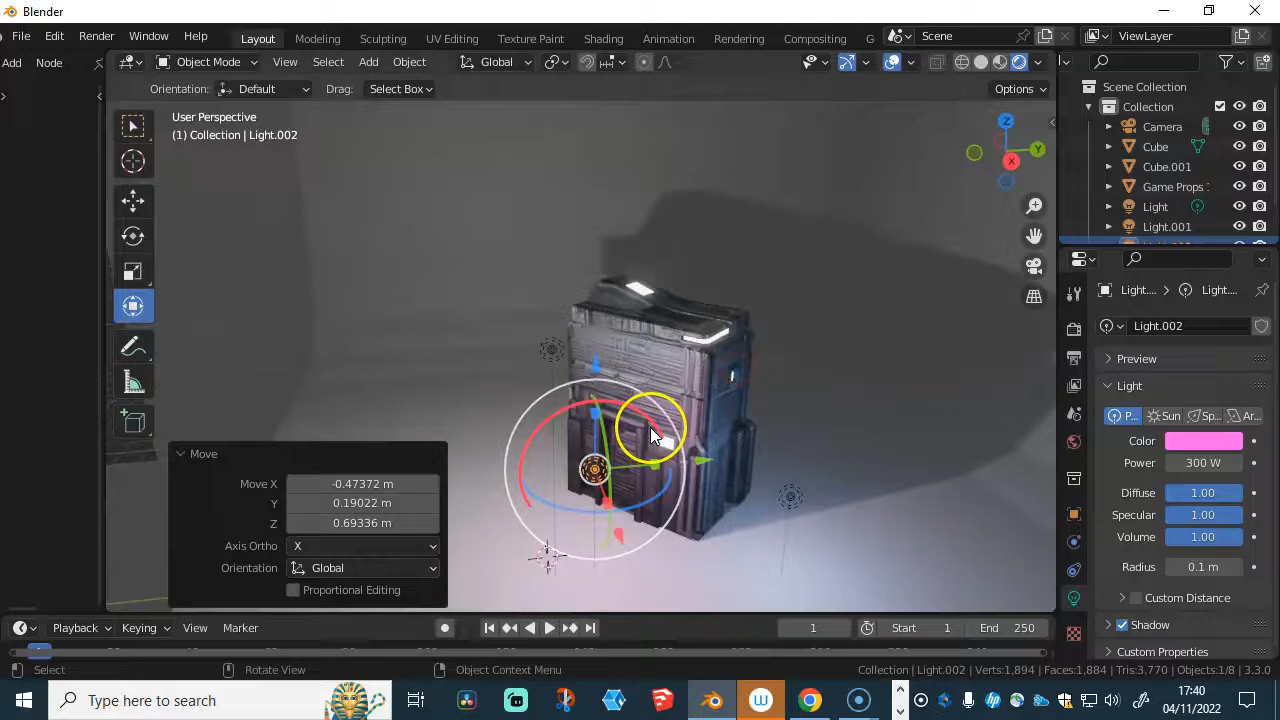 Blender
File Edit Render Window Help Layout Modeling Sculpting UV Editing Texture Paint Shading Animation Rendering Compositing G Scene ViewLayer
Add Node Object Mode View Select Add Object Global
Orientation: Default Drag: Select Box Options
User Perspective
(1) Collection | Light.002
Z
Y
X
Scene Collection
Collection
Camera
Cube
Cube.001
Game Props
Light
Light.001
Light.... Light....
Light.002
Preview
Light
P... Sun Sp... Ar...
Color
Power 300 W
Diffuse 1.00
Specular 1.00
Volume 1.00
Radius 0.1 m
Custom Distance
Shadow
Custom Properties
Move
Move X -0.47372 m
Y 0.19022 m
Z 0.69336 m
Axis Ortho X
Orientation Global
Proportional Editing
Playback Keying View Marker 1 Start 1 End 250
Select Rotate View Object Context Menu Collection | Light.002 | Verts:1,894 | Faces:1,884 | Tris:3,770 | Objects:1/8 | 3.3.0
Type here to search
17:40
04/11/2022